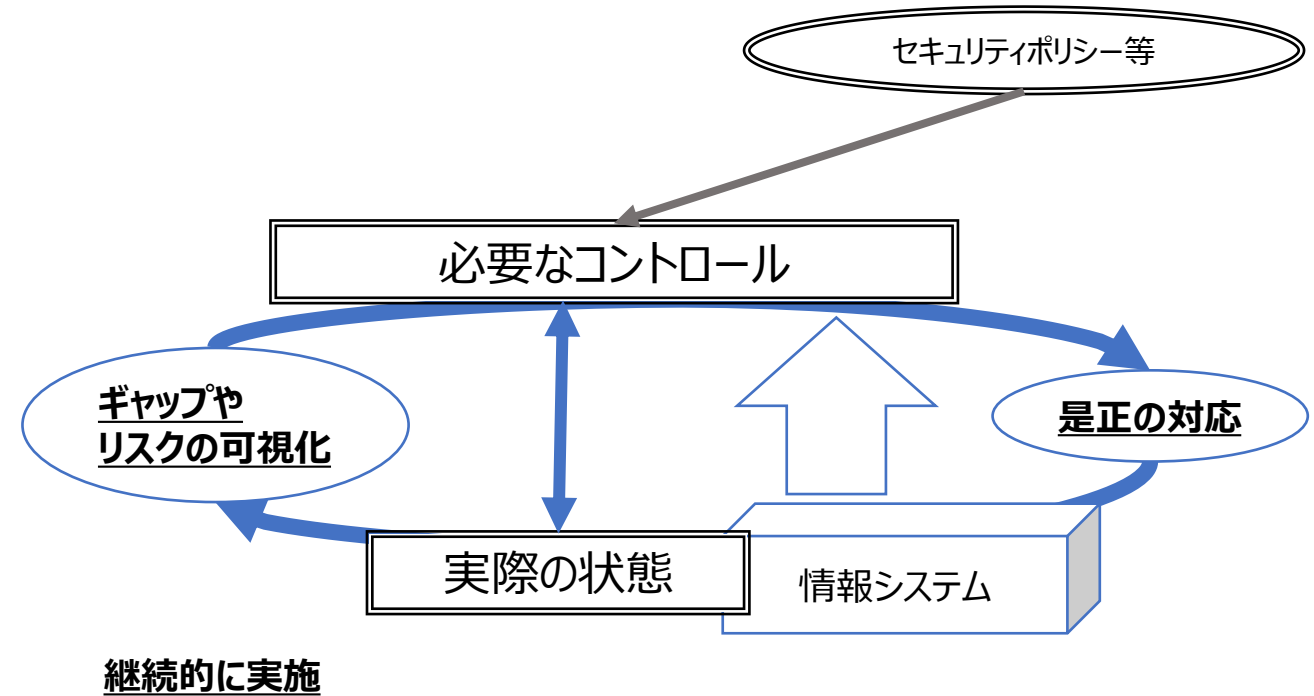 セキュリティポリシー等
必要なコントロール
ギャップや
リスクの可視化
是正の対応
実際の状態
情報システム
継続的に実施